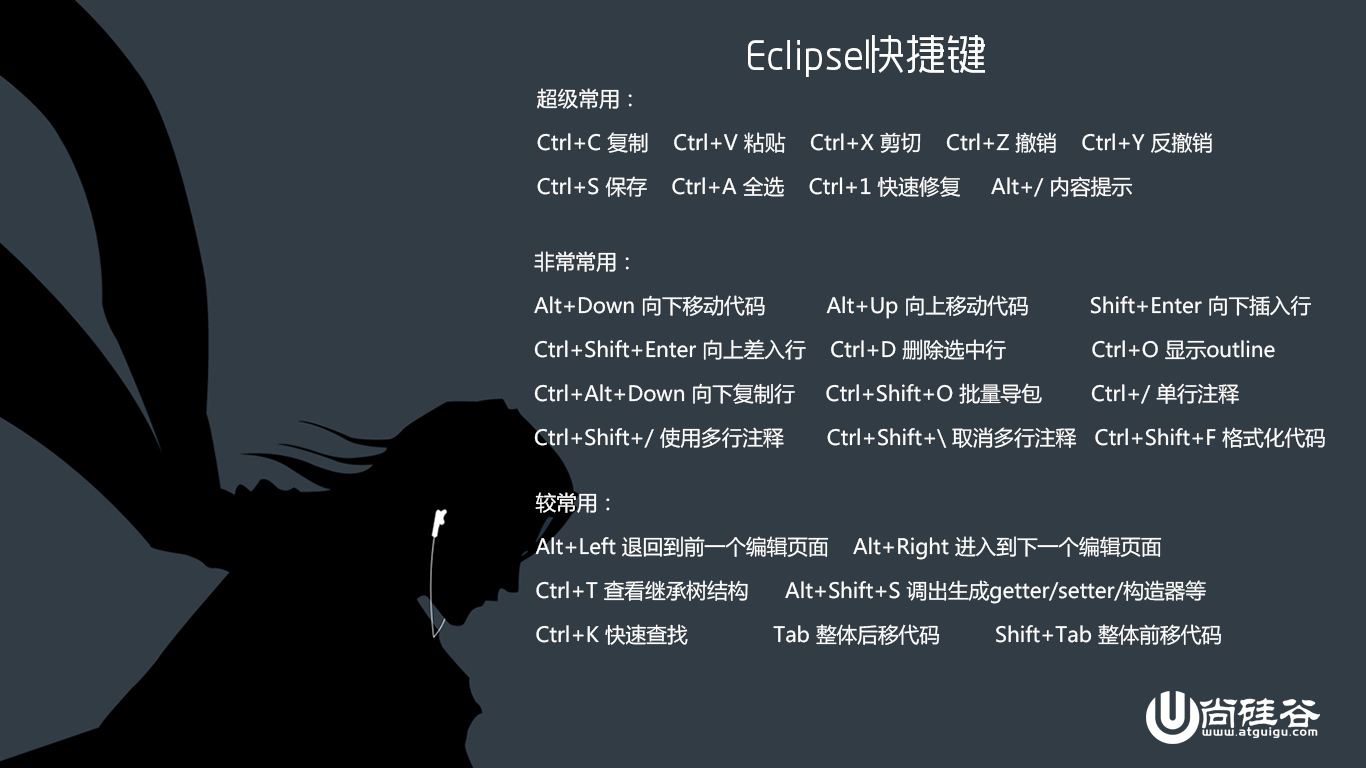 Eclipse快捷键
超级常用：
Ctrl+C 复制 Ctrl+V 粘贴 Ctrl+X 剪切 Ctrl+Z 撤销 Ctrl+Y 反撤销
Ctrl+S 保存 Ctrl+A 全选 Ctrl+1 快速修复 Alt+/ 内容提示
非常常用：
Alt+Down 向下移动代码 Alt+Up 向上移动代码 Shift+Enter 向下插入行
Ctrl+Shift+Enter 向上差入行 Ctrl+D 删除选中行 Ctrl+O 显示outline
Ctrl+Alt+Down 向下复制行 Ctrl+Shift+O 批量导包 Ctrl+/ 单行注释
Ctrl+Shift+/ 使用多行注释 Ctrl+Shift+\ 取消多行注释 Ctrl+Shift+F 格式化代码
较常用：
Alt+Left 退回到前一个编辑页面 Alt+Right 进入到下一个编辑页面
Ctrl+T 查看继承树结构 Alt+Shift+S 调出生成getter/setter/构造器等
Ctrl+K 快速查找 Tab 整体后移代码 Shift+Tab 整体前移代码
尚硅谷
www.atguigu.com